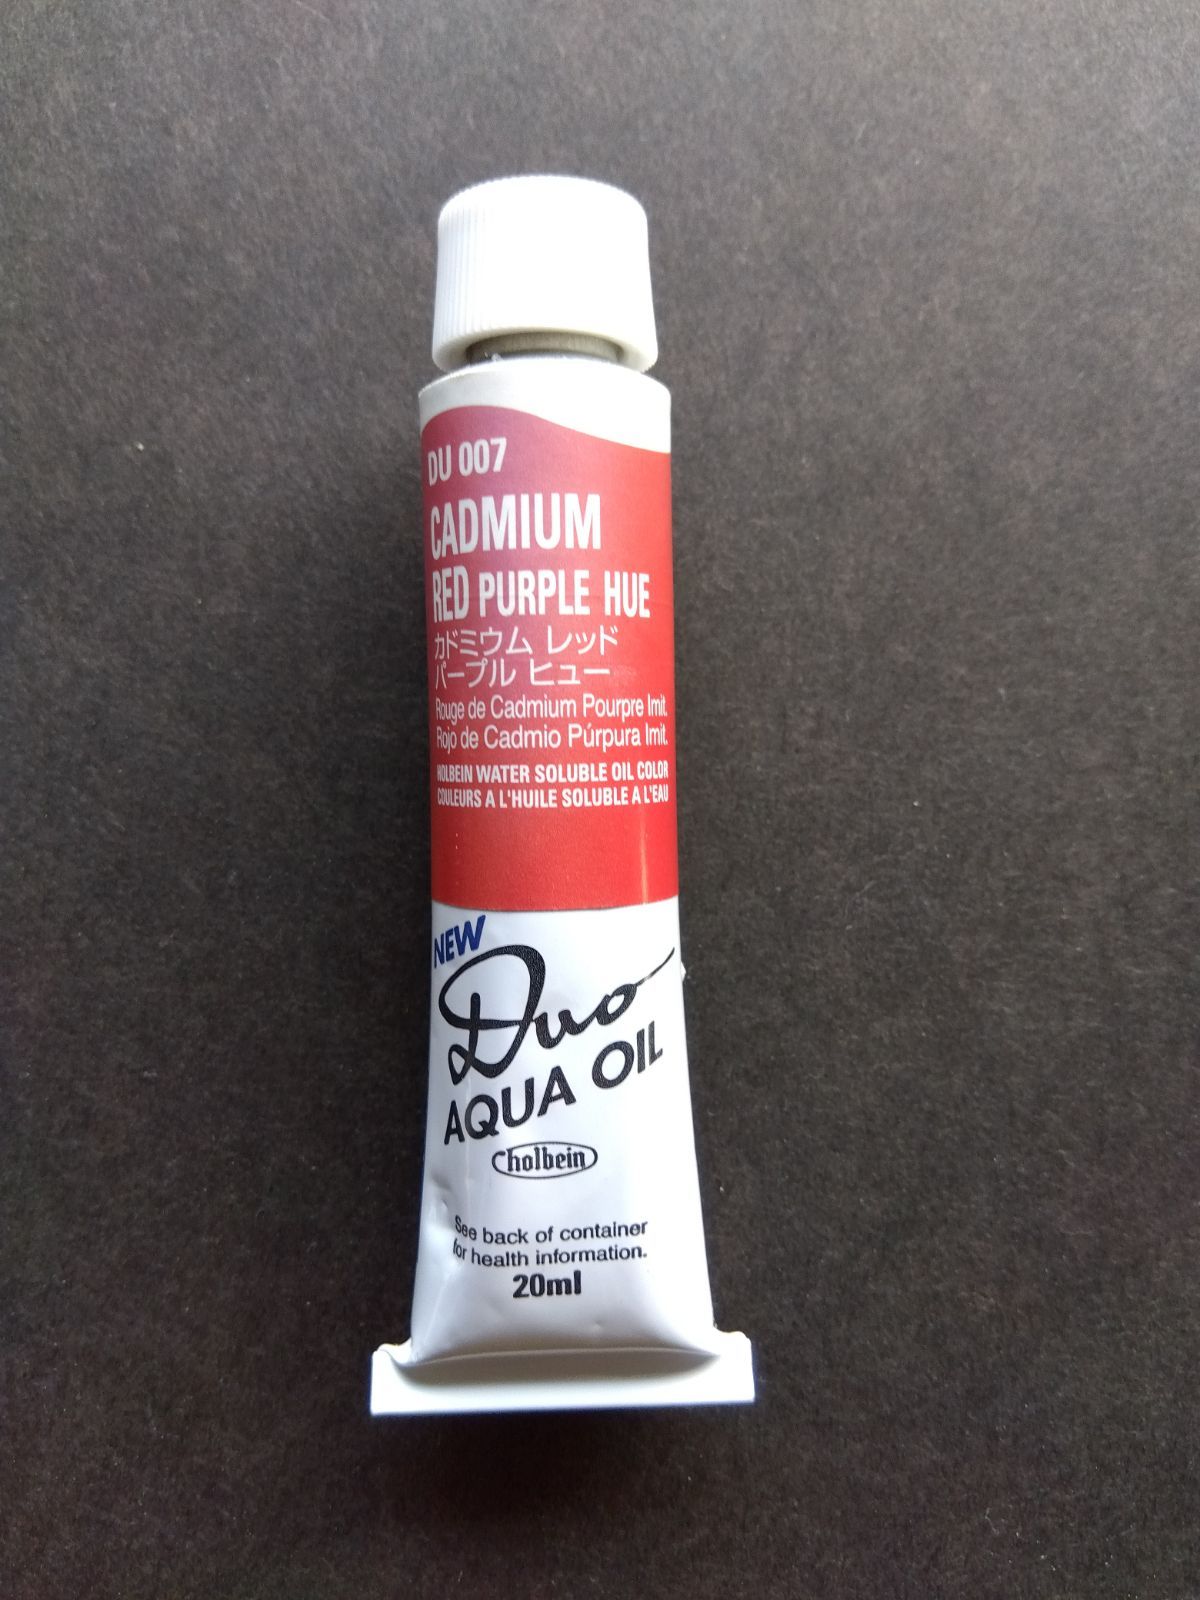 DU 007
CADMIUM
RED PURPLE HUE
カドミウム レッド
パープル ヒュー
Rouge de Cadmium Pourpre Imit.
Rojo de Cadmio Púrpura Imit.
HOLBEIN WATER SOLUBLE OIL COLOR
COULEURS A L'HUILE SOLUBLE A L'EAU
NEW
Duo
AQUA OIL
holbein
See back of container
for health information.
20ml